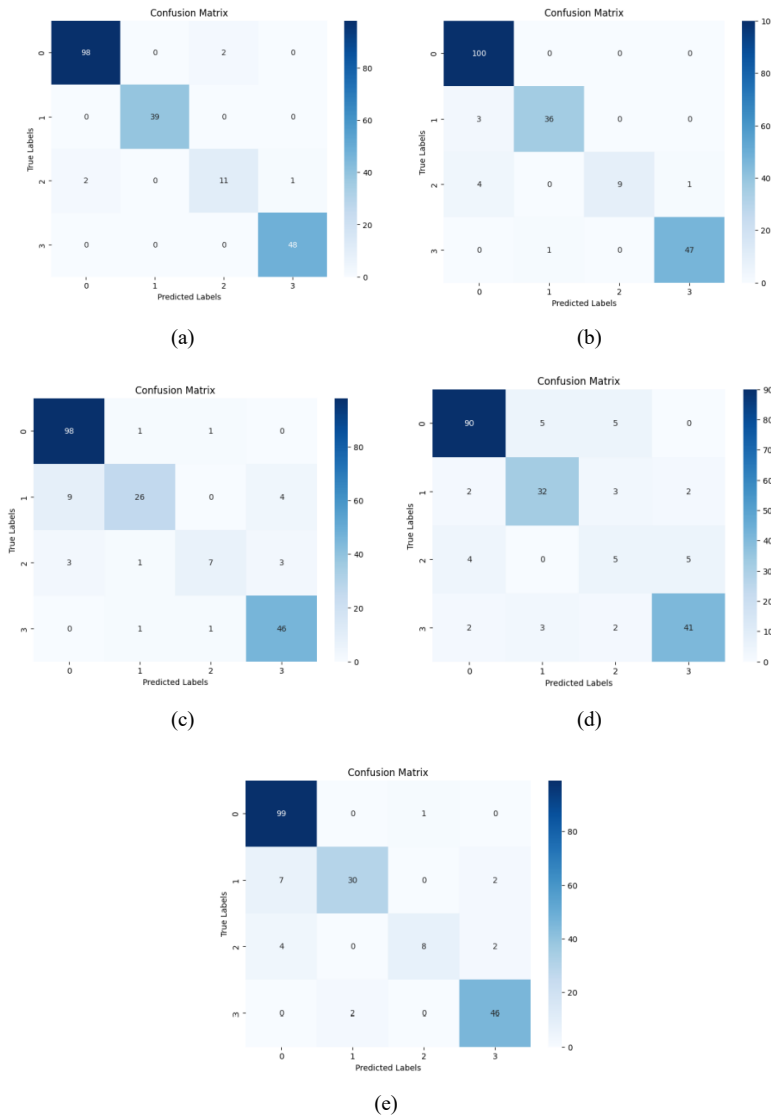 Confusion Matrix
0 98 0 2 0
1 0 39 0 0
2 2 0 11 1
3 0 0 0 48
0 1 2 3
True Labels
Predicted Labels
80
60
40
20
0
(a)
Confusion Matrix
0 100 0 0 0
1 3 36 0 0
2 4 0 9 1
3 0 1 0 47
0 1 2 3
True Labels
Predicted Labels
10
80
60
40
20
0
(b)
Confusion Matrix
0 98 1 1 0
1 9 26 0 4
2 3 1 7 3
3 0 1 1 46
0 1 2 3
True Labels
Predicted Labels
80
60
40
20
0
(c)
Confusion Matrix
0 90 5 5 0
1 2 32 3 2
2 4 0 5 5
3 2 3 2 41
0 1 2 3
True Labels
Predicted Labels
90
80
70
60
50
40
30
20
10
0
(d)
Confusion Matrix
0 99 0 1 0
1 7 30 0 2
2 4 0 8 2
3 0 2 0 46
0 1 2 3
True Labels
Predicted Labels
80
60
40
20
0
(e)